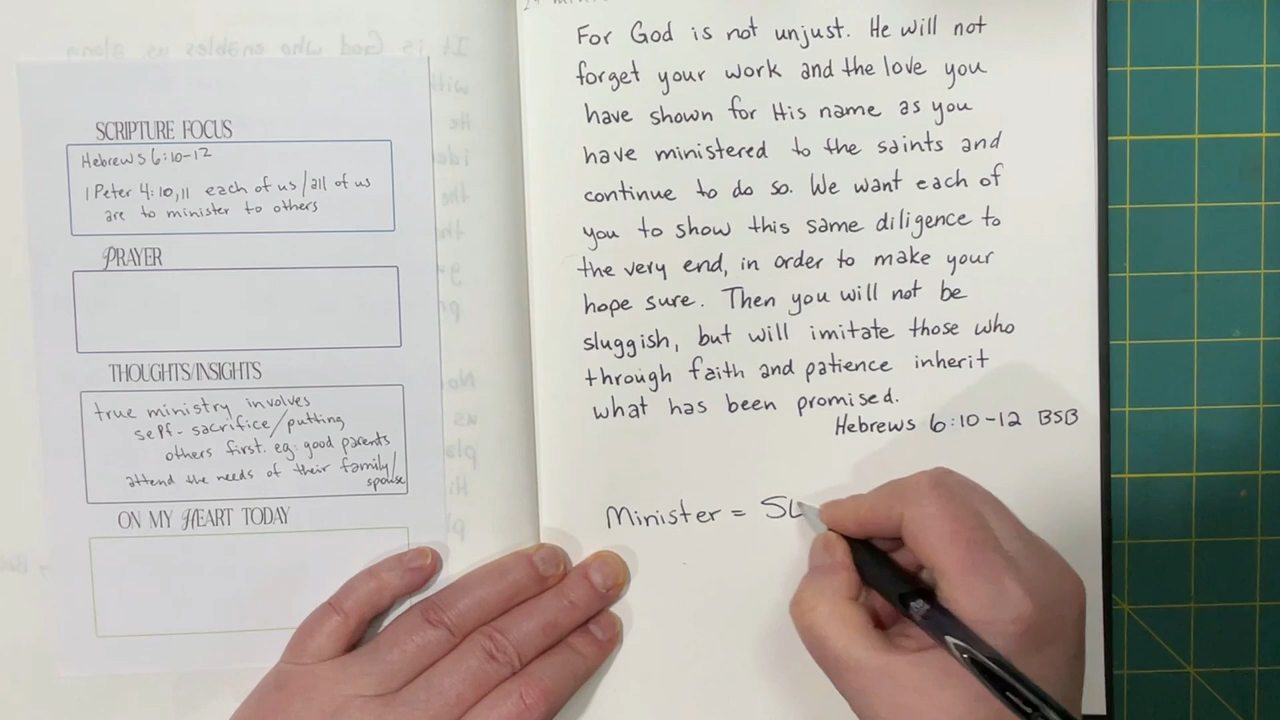 SCRIPTURE FOCUS
Hebrews 6:10-12
1 Peter 4:10,11 each of us/all of us
are to minister to others
PRAYER
THOUGHTS/INSIGHTS
true ministry involves
self-sacrifice/putting
others first. eg: good parents
attend the needs of their family/
spouse
ON MY HEART TODAY
For God is not unjust. He will not
forget your work and the love you
have shown for His name as you
have ministered to the saints and
continue to do so. We want each of
you to show this same diligence to
the very end, in order to make your
hope sure. Then you will not be
sluggish, but will imitate those who
through faith and patience inherit
what has been promised.
Hebrews 6:10-12 BSB
Minister =